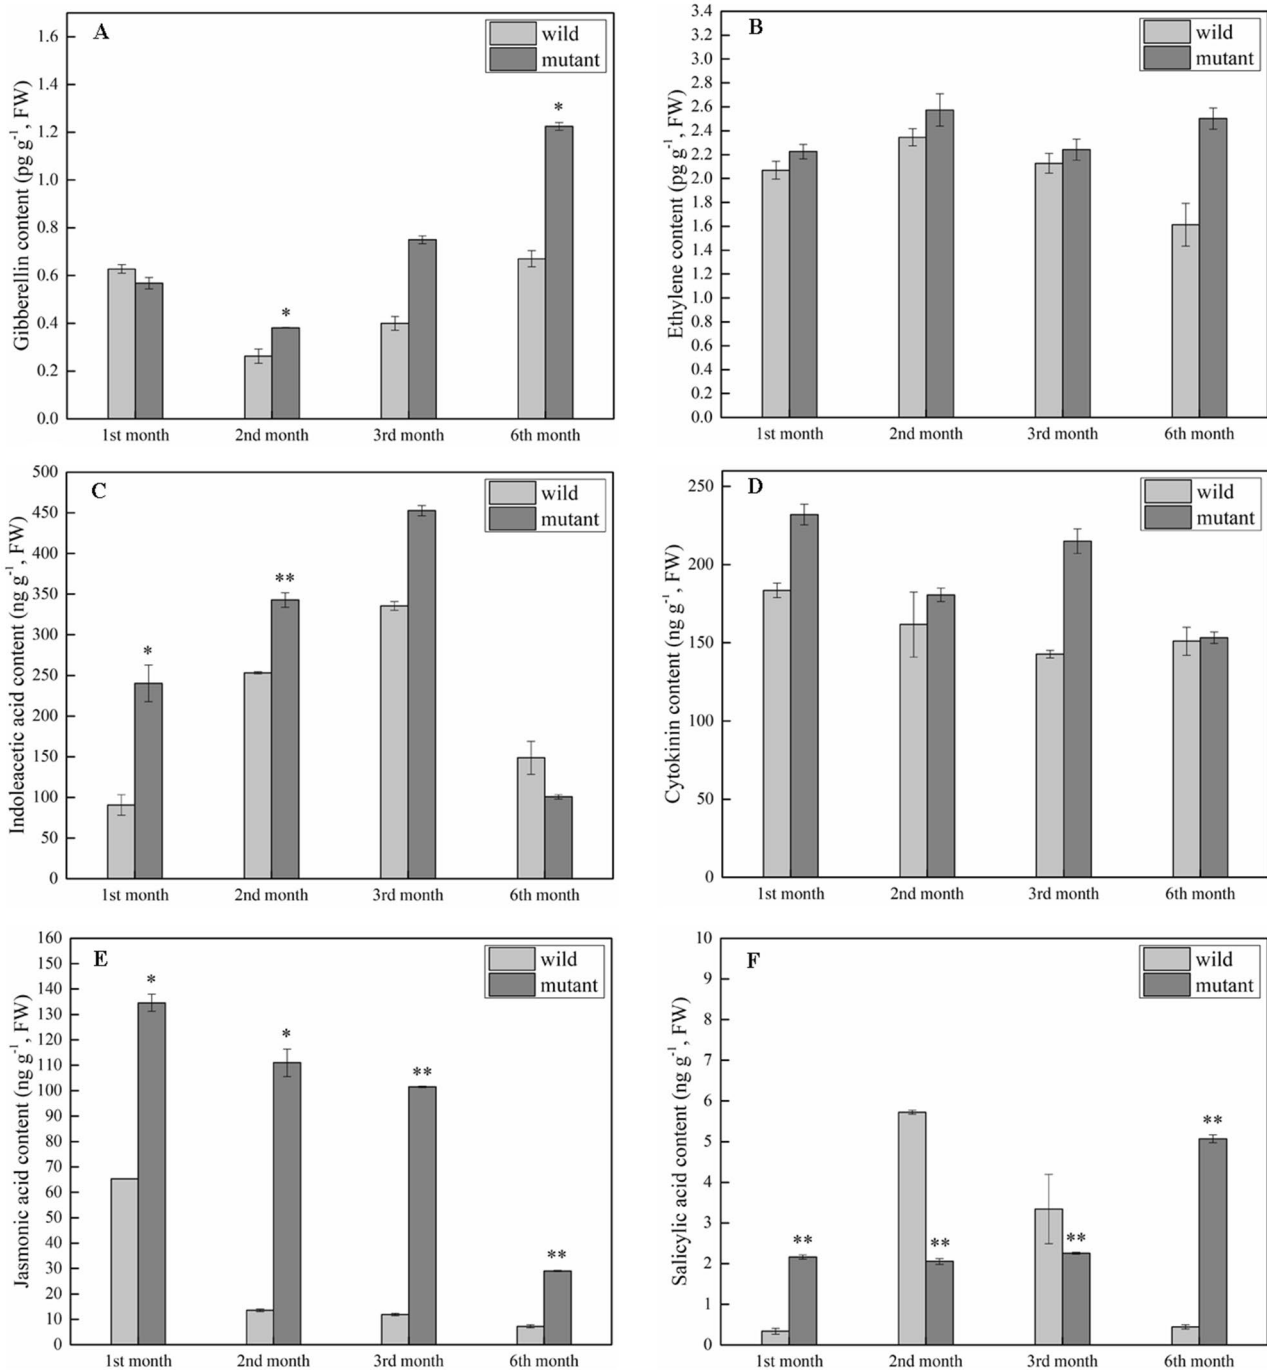 A
wild
mutant
Gibberellin content (pg g⁻¹, FW)
1.6
1.4
1.2
1.0
0.8
0.6
0.4
0.2
0.0
*
*
1st month
2nd month
3rd month
6th month
B
wild
mutant
Ethylene content (pg g⁻¹, FW)
3.4
3.2
3.0
2.8
2.6
2.4
2.2
2.0
1.8
1.6
1.4
1.2
1.0
0.8
0.6
0.4
0.2
0.0
1st month
2nd month
3rd month
6th month
C
wild
mutant
Indoleacetic acid content (ng g⁻¹, FW)
500
450
400
350
300
250
200
150
100
50
0
*
**
1st month
2nd month
3rd month
6th month
D
wild
mutant
Cytokinin content (ng g⁻¹, FW)
250
200
150
100
50
0
1st month
2nd month
3rd month
6th month
E
wild
mutant
Jasmonic acid content (ng g⁻¹, FW)
160
150
140
130
120
110
100
90
80
70
60
50
40
30
20
10
0
*
*
**
**
1st month
2nd month
3rd month
6th month
F
wild
mutant
Salicylic acid content (ng g⁻¹, FW)
10
9
8
7
6
5
4
3
2
1
0
**
**
**
**
1st month
2nd month
3rd month
6th month